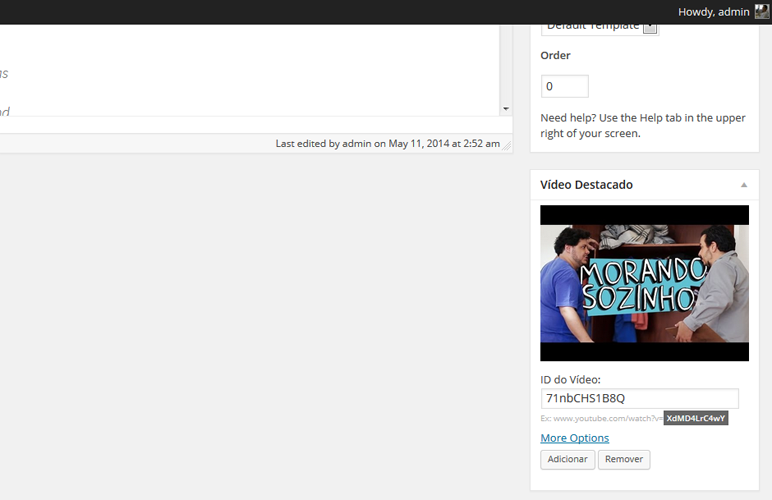 Howdy, admin
Default Template
Order
0
Need help? Use the Help tab in the upper
right of your screen.
as
nd
Last edited by admin on May 11, 2014 at 2:52 am
Vídeo Destacado
MORANDO
SOZINHO
ID do Vídeo:
71nbCHS1B8Q
Ex: www.youtube.com/watch?v=XdMD4LrC4wY
More Options
Adicionar Remover